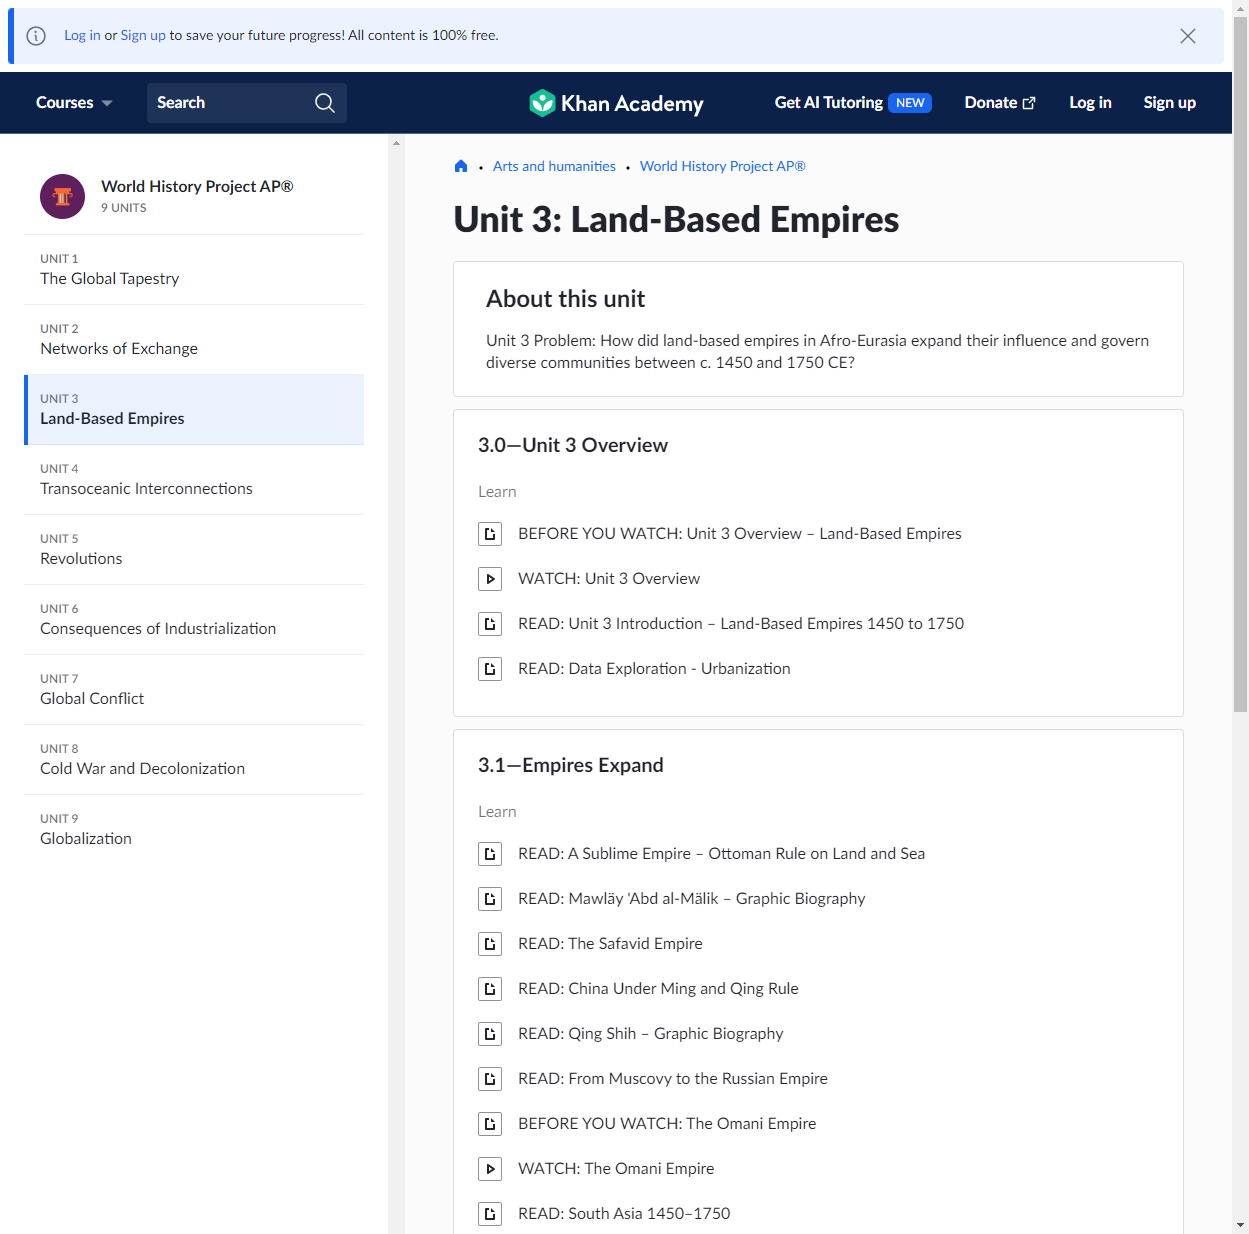 Log in or Sign up to save your future progress! All content is 100% free.
Courses
Search
Khan Academy
Get AI Tutoring NEW
Donate
Log in
Sign up
World History Project AP®
9 UNITS
UNIT 1
The Global Tapestry
UNIT 2
Networks of Exchange
UNIT 3
Land-Based Empires
UNIT 4
Transoceanic Interconnections
UNIT 5
Revolutions
UNIT 6
Consequences of Industrialization
UNIT 7
Global Conflict
UNIT 8
Cold War and Decolonization
UNIT 9
Globalization
Arts and humanities • World History Project AP®
Unit 3: Land-Based Empires
About this unit
Unit 3 Problem: How did land-based empires in Afro-Eurasia expand their influence and govern
diverse communities between c. 1450 and 1750 CE?
3.0—Unit 3 Overview
Learn
BEFORE YOU WATCH: Unit 3 Overview – Land-Based Empires
WATCH: Unit 3 Overview
READ: Unit 3 Introduction – Land-Based Empires 1450 to 1750
READ: Data Exploration - Urbanization
3.1—Empires Expand
Learn
READ: A Sublime Empire – Ottoman Rule on Land and Sea
READ: Mawläy 'Abd al-Mälik – Graphic Biography
READ: The Safavid Empire
READ: China Under Ming and Qing Rule
READ: Qing Shih – Graphic Biography
READ: From Muscovy to the Russian Empire
BEFORE YOU WATCH: The Omani Empire
WATCH: The Omani Empire
READ: South Asia 1450–1750